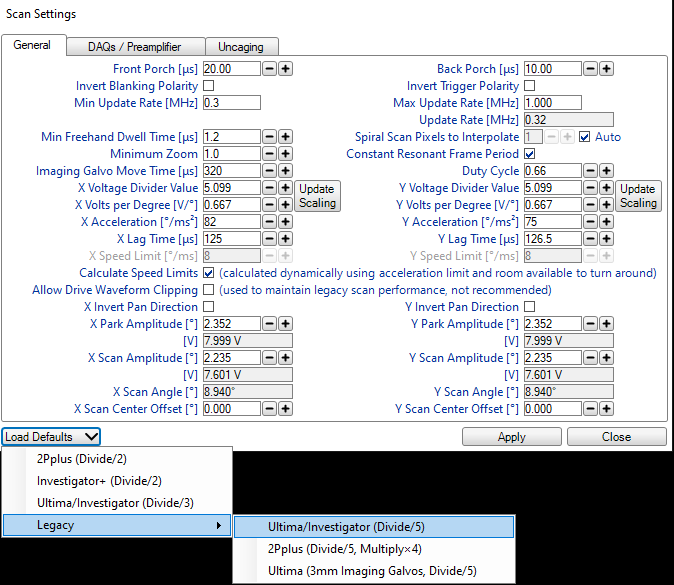 Scan Settings
General DAQs / Preamplifier Uncaging
Front Porch [µs] 20.00 Back Porch [µs] 10.00
Invert Blanking Polarity Invert Trigger Polarity
Min Update Rate [MHz] 0.3 Max Update Rate [MHz] 1.000
Update Rate [MHz] 0.32
Min Freehand Dwell Time [µs] 1.2 Spiral Scan Pixels to Interpolate 1 Auto
Minimum Zoom 1.0 Constant Resonant Frame Period
Imaging Galvo Move Time [µs] 320 Duty Cycle 0.66
X Voltage Divider Value 5.099 Update Scaling Y Voltage Divider Value 5.099 Update Scaling
X Volts per Degree [V/°] 0.667 Y Volts per Degree [V/°] 0.667
X Acceleration [°/ms²] 82 Y Acceleration [°/ms²] 75
X Lag Time [µs] 125 Y Lag Time [µs] 126.5
X Speed Limit [°/ms] 8 Y Speed Limit [°/ms] 8
Calculate Speed Limits (calculated dynamically using acceleration limit and room available to turn around)
Allow Drive Waveform Clipping (used to maintain legacy scan performance, not recommended)
X Invert Pan Direction Y Invert Pan Direction
X Park Amplitude [°] 2.352 Y Park Amplitude [°] 2.352
[V] 7.999 V [V] 7.999 V
X Scan Amplitude [°] 2.235 Y Scan Amplitude [°] 2.235
[V] 7.601 V [V] 7.601 V
X Scan Angle [°] 8.940° Y Scan Angle [°] 8.940°
X Scan Center Offset [°] 0.000 Y Scan Center Offset [°] 0.000
Load Defaults Apply Close
2Pplus (Divide/2)
Investigator+ (Divide/2)
Ultima/Investigator (Divide/3)
Legacy Ultima/Investigator (Divide/5)
2Pplus (Divide/5, Multiply×4)
Ultima (3mm Imaging Galvos, Divide/5)